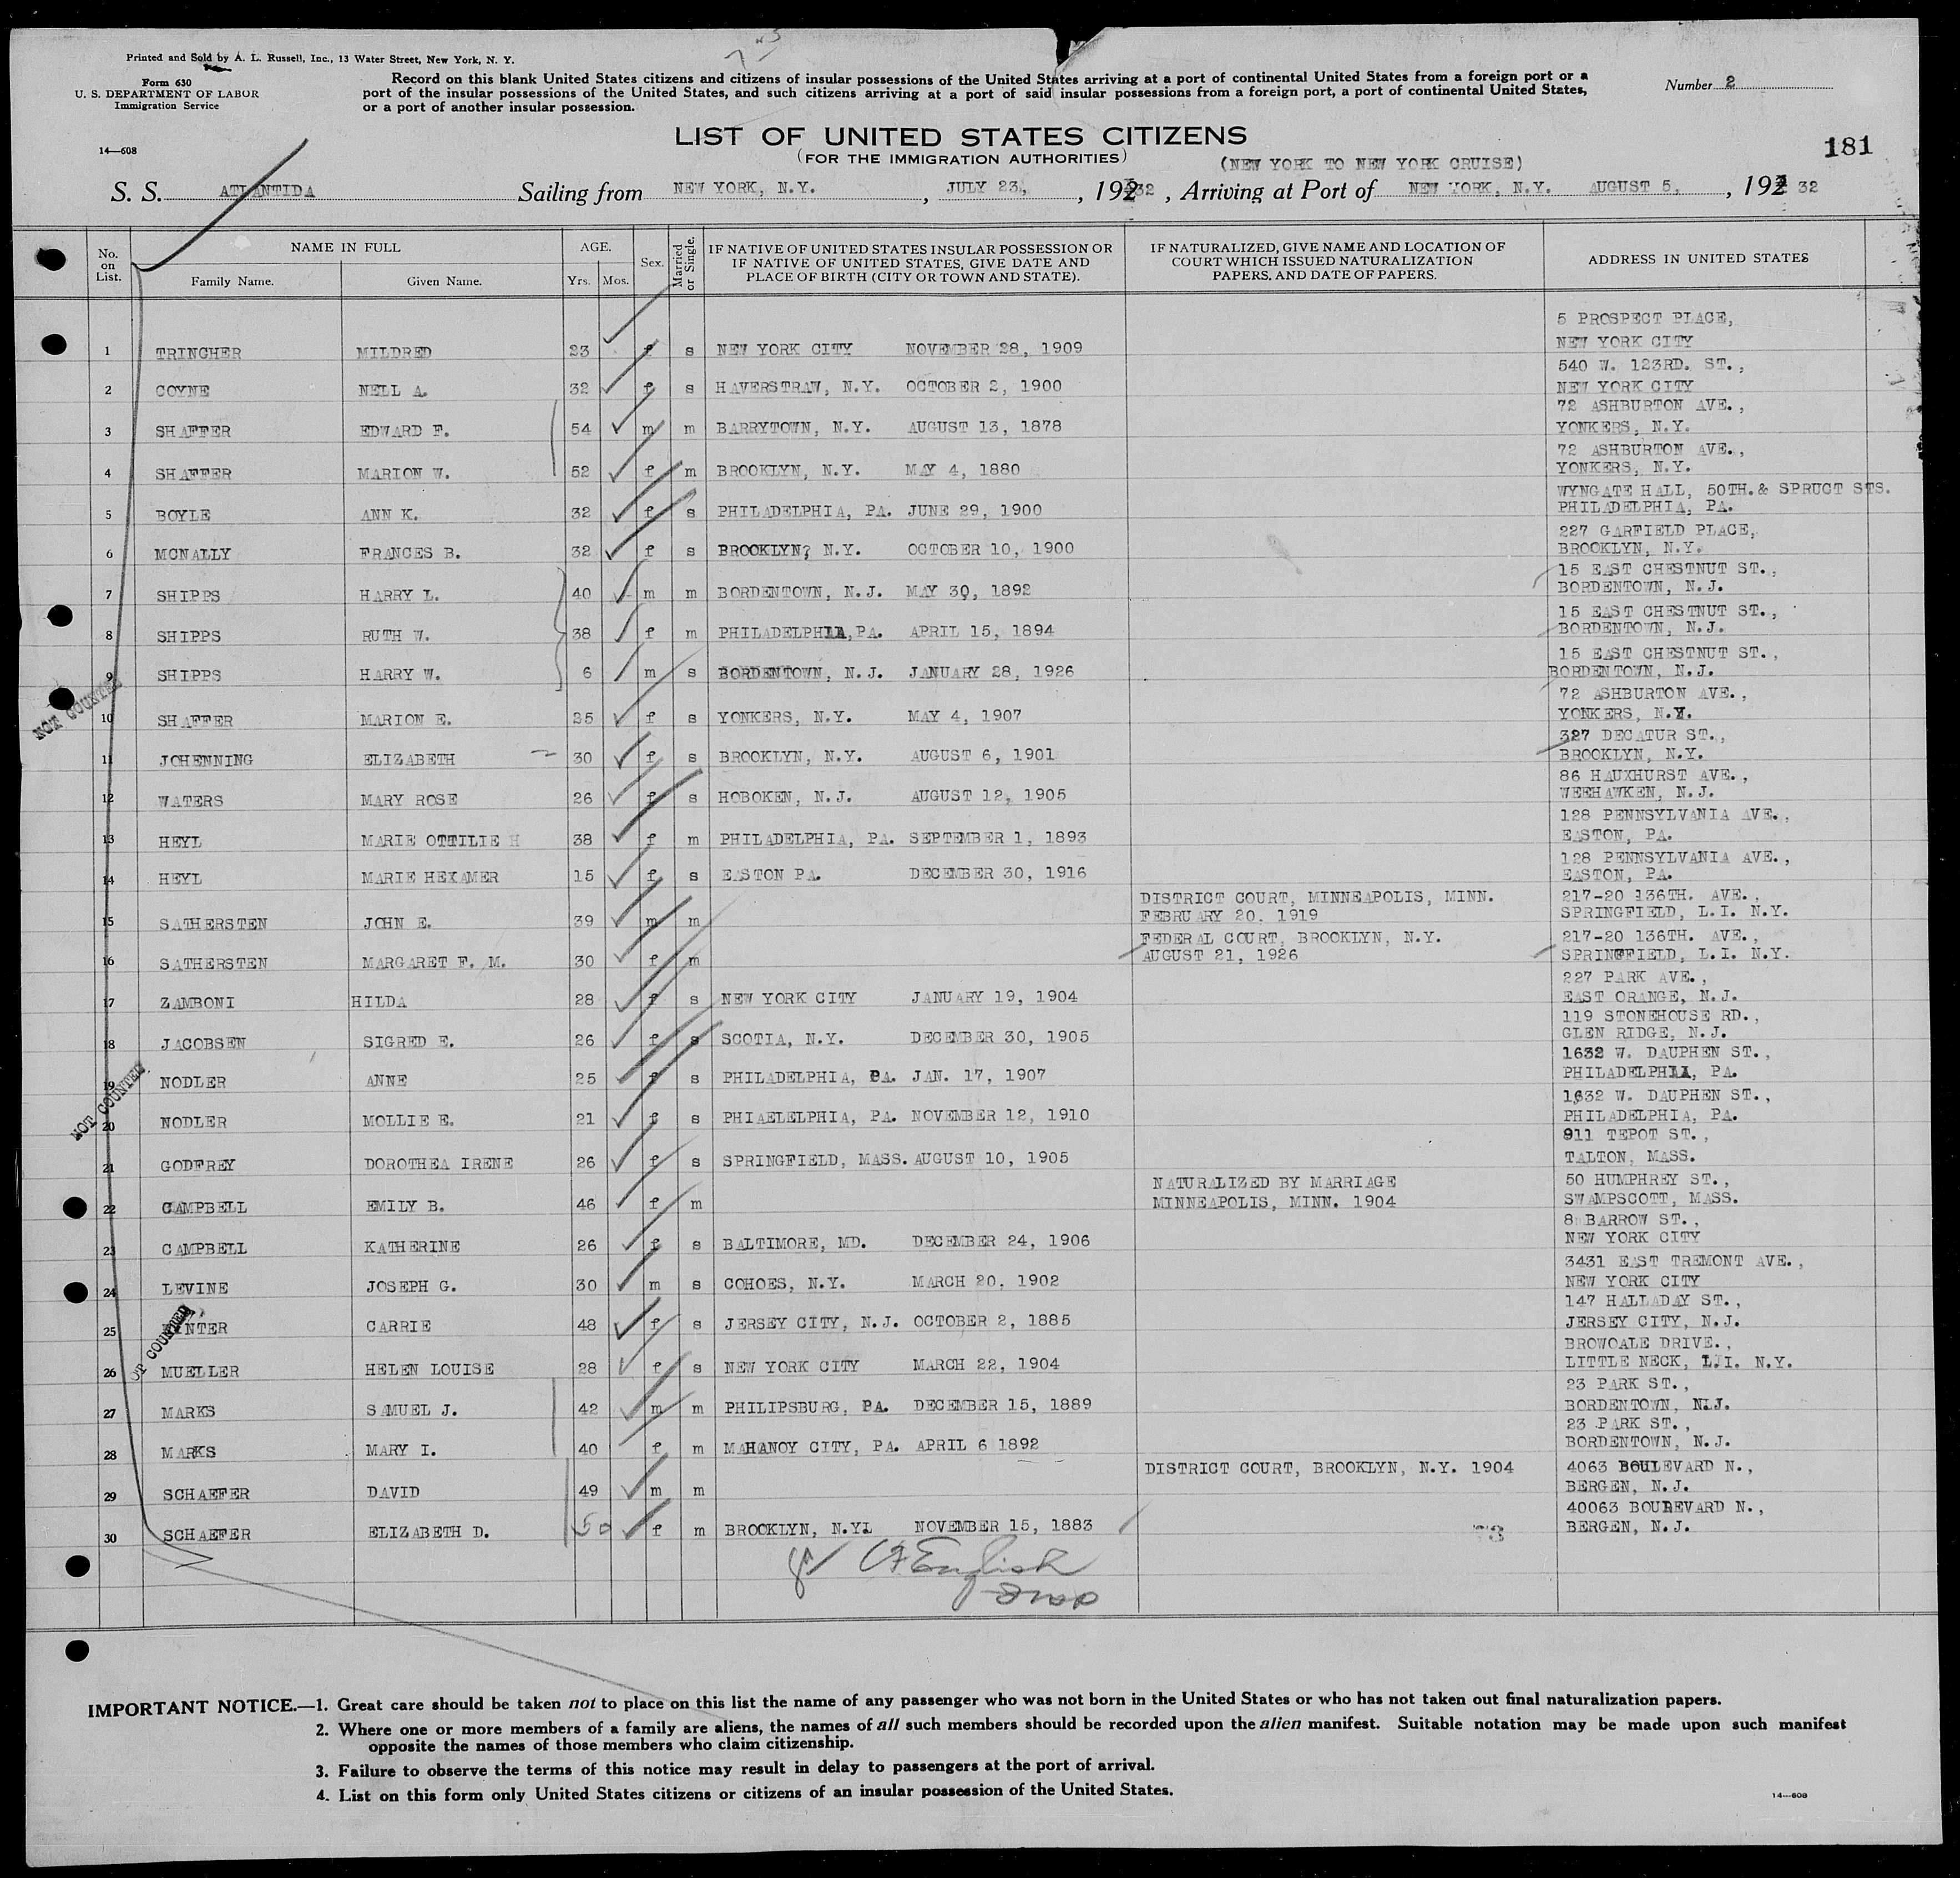 Printed and Sold by A. L. Russell, Inc., 13 Water Street, New York, N. Y.
Form 630
U. S. DEPARTMENT OF LABOR
Immigration Service
14—608
Record on this blank United States citizens and citizens of insular possessions of the United States arriving at a port of continental United States from a foreign port or a
port of the insular possessions of the United States, and such citizens arriving at a port of said insular possessions from a foreign port, a port of continental United States,
or a port of another insular possession.
Number 2
LIST OF UNITED STATES CITIZENS
(FOR THE IMMIGRATION AUTHORITIES)
(NEW YORK TO NEW YORK CRUISE)
181
S. S. ATLANTIDA Sailing from NEW YORK, N.Y. , JULY 23, , 1932 , Arriving at Port of NEW YORK, N.Y. AUGUST 5, , 192 32
No. on List.
NAME IN FULL
Family Name.
Given Name.
AGE.
Yrs.
Mos.
Sex.
Married or Single.
IF NATIVE OF UNITED STATES INSULAR POSSESSION OR
IF NATIVE OF UNITED STATES, GIVE DATE AND
PLACE OF BIRTH (CITY OR TOWN AND STATE).
IF NATURALIZED, GIVE NAME AND LOCATION OF
COURT WHICH ISSUED NATURALIZATION
PAPERS, AND DATE OF PAPERS.
ADDRESS IN UNITED STATES
5 PROSPECT PLACE,
1 TRINCHER MILDRED 23 f s NEW YORK CITY NOVEMBER 28, 1909 NEW YORK CITY
540 W. 123RD. ST.,
2 COYNE NELL A. 32 f s HAVERSTRAW, N.Y. OCTOBER 2, 1900 NEW YORK CITY
72 ASHBURTON AVE.,
3 SHAFFER EDWARD F. 54 m m BARRYTOWN, N.Y. AUGUST 13, 1878 YONKERS, N.Y.
72 ASHBURTON AVE.,
4 SHAFFER MARION W. 52 f m BROOKLYN, N.Y. MAY 4, 1880 YONKERS, N.Y.
WYNGATE HALL, 50TH.& SPRUCT STS.
5 BOYLE ANN K. 32 f s PHILADELPHIA, PA. JUNE 29, 1900 PHILADELPHIA, PA.
227 GARFIELD PLACE,
6 MCNALLY FRANCES B. 32 f s BROOKLYN, N.Y. OCTOBER 10, 1900 BROOKLYN, N.Y.
15 EAST CHESTNUT ST.,
7 SHIPPS HARRY L. 40 m m BORDENTOWN, N.J. MAY 30, 1892 BORDENTOWN, N.J.
15 EAST CHESTNUT ST.,
8 SHIPPS RUTH W. 38 f m PHILADELPHIA, PA. APRIL 15, 1894 BORDENTOWN, N.J.
15 EAST CHESTNUT ST.,
9 SHIPPS HARRY W. 6 m s BORDENTOWN, N.J. JANUARY 28, 1926 BORDENTOWN, N.J.
NOT COUNTED
72 ASHBURTON AVE.,
10 SHAFFER MARION E. 25 f s YONKERS, N.Y. MAY 4, 1907 YONKERS, N.Y.
327 DECATUR ST.,
11 JOHENNING ELIZABETH 30 f s BROOKLYN, N.Y. AUGUST 6, 1901 BROOKLYN, N.Y.
86 HAUXHURST AVE.,
12 WATERS MARY ROSE 26 f s HOBOKEN, N.J. AUGUST 12, 1905 WEEHAWKEN, N.J.
128 PENNSYLVANIA AVE.,
13 HEYL MARIE OTTILIE H 38 f m PHILADELPHIA, PA. SEPTEMBER 1, 1893 EASTON, PA.
128 PENNSYLVANIA AVE.,
14 HEYL MARIE HEXAMER 15 f s EASTON PA. DECEMBER 30, 1916 EASTON, PA.
DISTRICT COURT, MINNEAPOLIS, MINN. 217-20 136TH. AVE.,
15 SATHERSTEN JOHN E. 39 m m FEBRUARY 20. 1919 SPRINGFIELD, L.I. N.Y.
FEDERAL COURT, BROOKLYN, N.Y. 217-20 136TH. AVE.,
16 SATHERSTEN MARGARET F. M. 30 f m AUGUST 21, 1926 SPRINGFIELD, L.I. N.Y.
227 PARK AVE.,
17 ZAMBONI HILDA 28 f s NEW YORK CITY JANUARY 19, 1904 EAST ORANGE, N.J.
119 STONEHOUSE RD.,
18 JACOBSEN SIGRED E. 26 f s SCOTIA, N.Y. DECEMBER 30, 1905 GLEN RIDGE, N.J.
1632 W. DAUPHEN ST.,
19 NODLER ANNE 25 f s PHILADELPHIA, PA. JAN. 17, 1907 PHILADELPHIA, PA.
NOT COUNTED
1632 W. DAUPHEN ST.,
20 NODLER MOLLIE E. 21 f s PHIAELELPHIA, PA. NOVEMBER 12, 1910 PHILADELPHIA, PA.
911 TEPOT ST.,
21 GODFREY DOROTHEA IRENE 26 f s SPRINGFIELD, MASS. AUGUST 10, 1905 TALTON, MASS.
NATURALIZED BY MARRIAGE 50 HUMPHREY ST.,
22 CAMPBELL EMILY B. 46 f m MINNEAPOLIS, MINN. 1904 SWAMPSCOTT, MASS.
8 BARROW ST.,
23 CAMPBELL KATHERINE 26 f s BALTIMORE, MD. DECEMBER 24, 1906 NEW YORK CITY
3431 EAST TREMONT AVE.,
24 LEVINE JOSEPH G. 30 m s COHOES, N.Y. MARCH 20, 1902 NEW YORK CITY
147 HALLADAY ST.,
25 CARRIE 48 f s JERSEY CITY, N.J. OCTOBER 2, 1885 JERSEY CITY, N.J.
OT COUNTED
BROWOALE DRIVE.,
26 MUELLER HELEN LOUISE 28 f s NEW YORK CITY MARCH 22, 1904 LITTLE NECK, L.I. N.Y.
23 PARK ST.,
27 MARKS SAMUEL J. 42 m m PHILIPSBURG, PA. DECEMBER 15, 1889 BORDENTOWN, N.J.
23 PARK ST.,
28 MARKS MARY I. 40 f m MAHANOY CITY, PA. APRIL 6 1892 BORDENTOWN, N.J.
DISTRICT COURT, BROOKLYN, N.Y. 1904 4063 BOULEVARD N.,
29 SCHAEFER DAVID 49 m m BERGEN, N.J.
40063 BOULEVARD N.,
30 SCHAEFER ELIZABETH D. 50 f m BROOKLYN, N.Y. NOVEMBER 15, 1883 BERGEN, N.J.
73
English
IMPORTANT NOTICE.—1. Great care should be taken not to place on this list the name of any passenger who was not born in the United States or who has not taken out final naturalization papers.
2. Where one or more members of a family are aliens, the names of all such members should be recorded upon the alien manifest. Suitable notation may be made upon such manifest
opposite the names of those members who claim citizenship.
3. Failure to observe the terms of this notice may result in delay to passengers at the port of arrival.
4. List on this form only United States citizens or citizens of an insular possession of the United States.
14—608